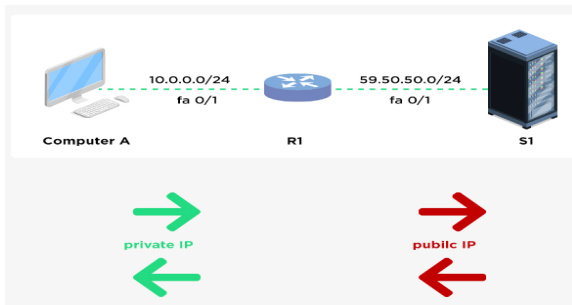 10.0.0.0/24
59.50.50.0/24
fa 0/1
fa 0/1
Computer A
R1
S1
private IP
pubilc IP